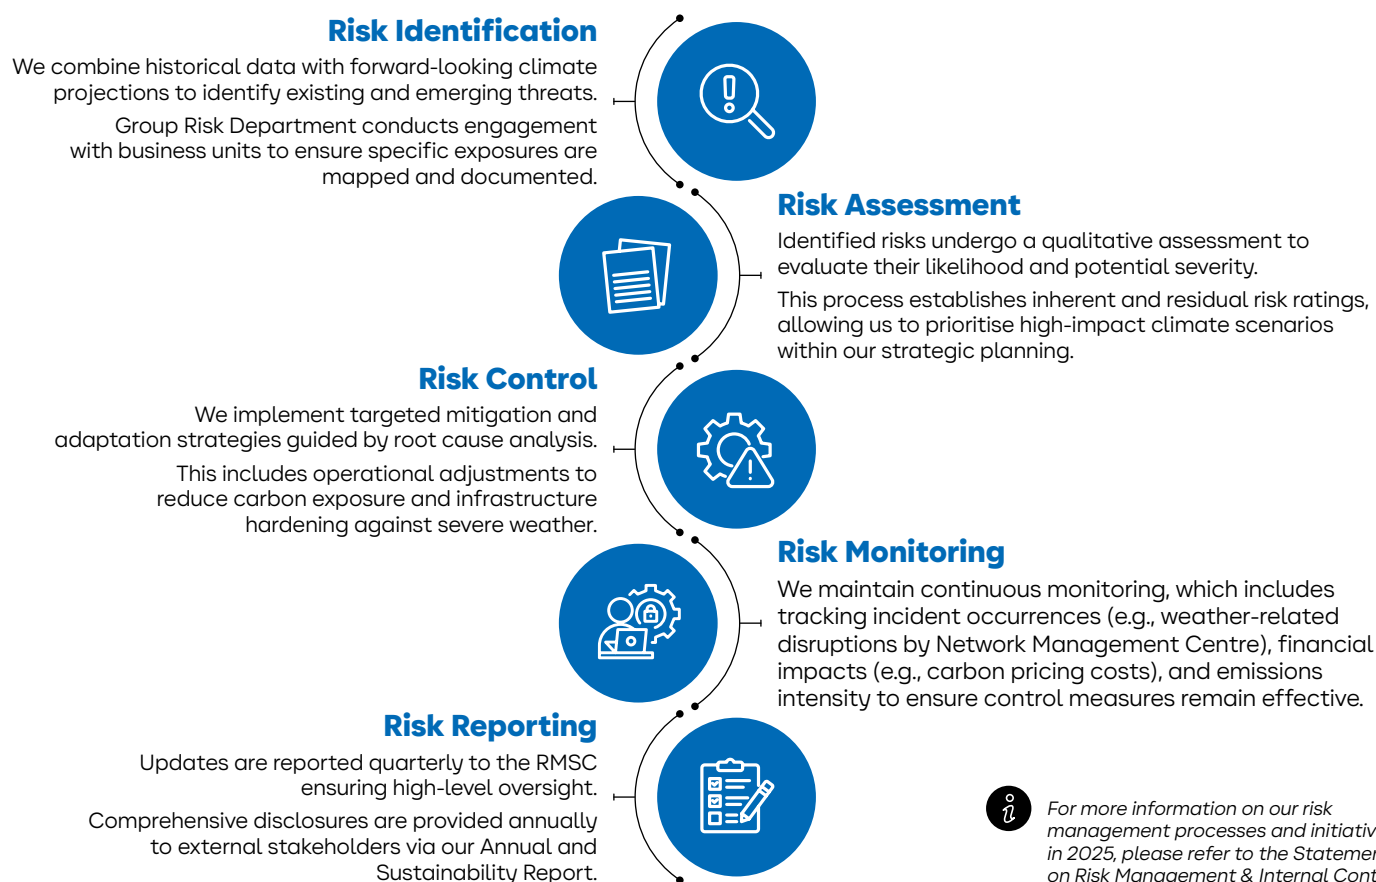 Risk Identification
We combine historical data with forward-looking climate
projections to identify existing and emerging threats.
Group Risk Department conducts engagement
with business units to ensure specific exposures are
mapped and documented.
Risk Assessment
Identified risks undergo a qualitative assessment to
evaluate their likelihood and potential severity.
This process establishes inherent and residual risk ratings,
allowing us to prioritise high-impact climate scenarios
within our strategic planning.
Risk Control
We implement targeted mitigation and
adaptation strategies guided by root cause analysis.
This includes operational adjustments to
reduce carbon exposure and infrastructure
hardening against severe weather.
Risk Monitoring
We maintain continuous monitoring, which includes
tracking incident occurrences (e.g., weather-related
disruptions by Network Management Centre), financial
impacts (e.g., carbon pricing costs), and emissions
intensity to ensure control measures remain effective.
Risk Reporting
Updates are reported quarterly to the RMSC
ensuring high-level oversight.
Comprehensive disclosures are provided annually
to external stakeholders via our Annual and
Sustainability Report.
For more information on our risk
management processes and
in 2025, please refer to the
on Risk Management & Internal